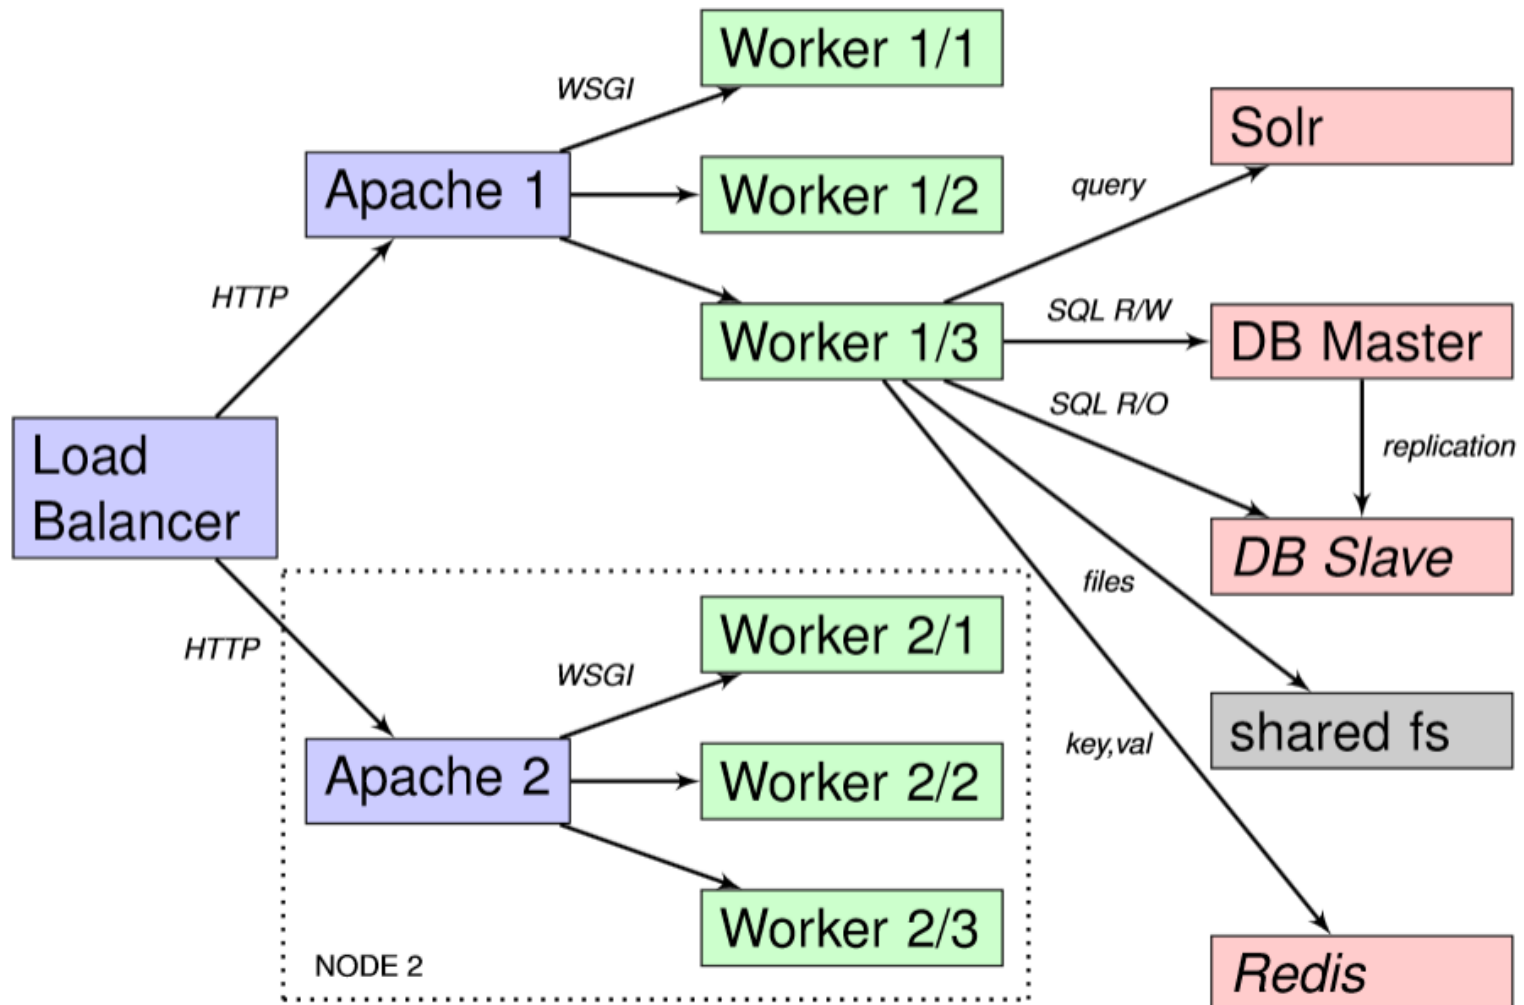 Worker 1/1
WSGI
Solr
Apache 1
Worker 1/2
query
HTTP
SQL R/W
Worker 1/3
DB Master
SQL R/O
Load
Balancer
replication
DB Slave
files
HTTP
Worker 2/1
WSGI
shared fs
key,val
Apache 2
Worker 2/2
Worker 2/3
NODE 2
Redis